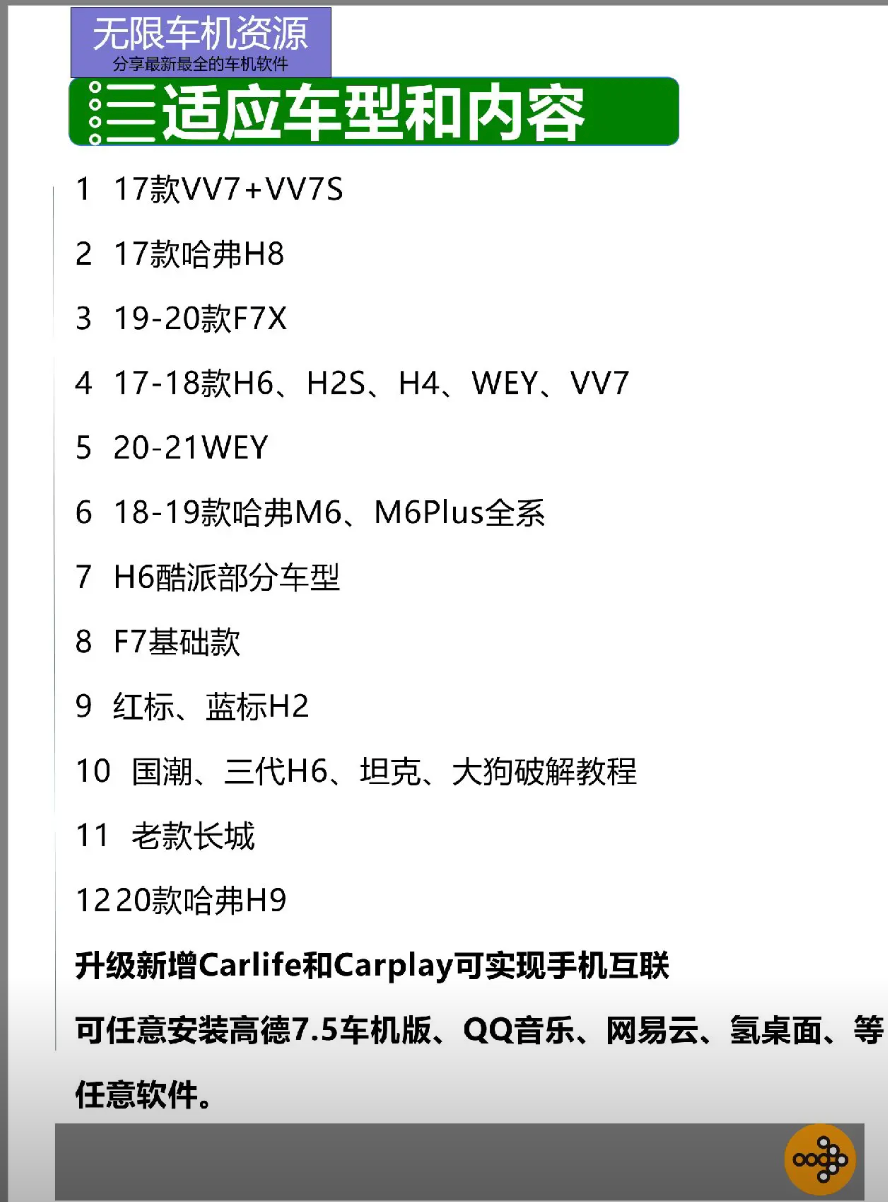 无限车机资源
分享最新最全的车机软件
适应车型和内容
1 17款VV7+VV7S
2 17款哈弗H8
3 19-20款F7X
4 17-18款H6、H2S、H4、WEY、VV7
5 20-21WEY
6 18-19款哈弗M6、M6Plus全系
7 H6酷派部分车型
8 F7基础款
9 红标、蓝标H2
10 国潮、三代H6、坦克、大狗破解教程
11 老款长城
12 20款哈弗H9
升级新增Carlife和Carplay可实现手机互联
可任意安装高德7.5车机版、QQ音乐、网易云、氢桌面、等
任意软件。